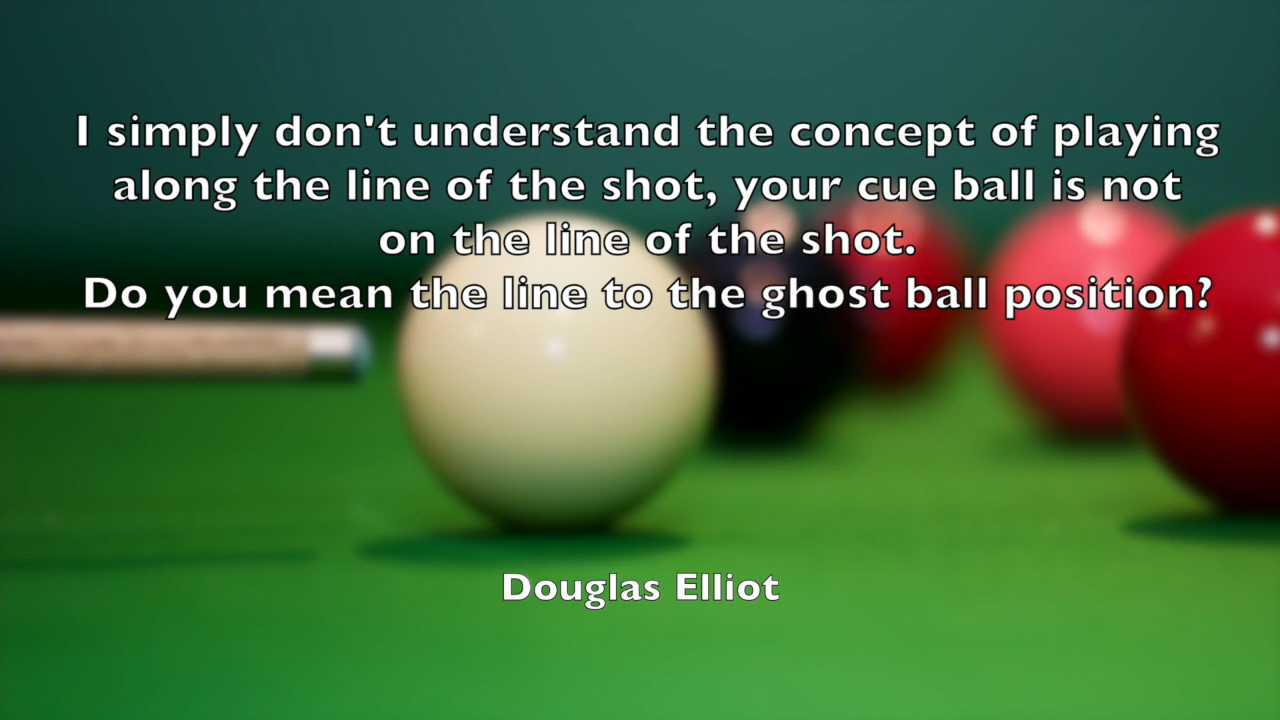 I simply don't understand the concept of playing
along the line of the shot, your cue ball is not
on the line of the shot.
Do you mean the line to the ghost ball position?
Douglas Elliot